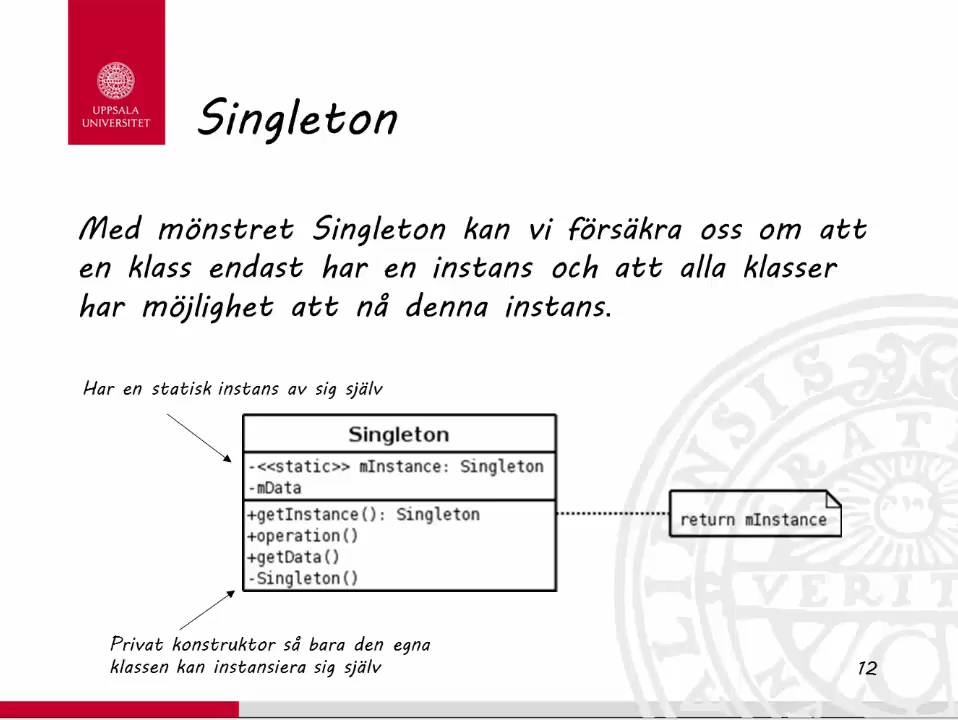 UPPSALA
UNIVERSITET
Singleton
Med mönstret Singleton kan vi försäkra oss om att
en klass endast har en instans och att alla klasser
har möjlighet att nå denna instans.
Har en statisk instans av sig själv
Singleton
-<<static>> mInstance: Singleton
-mData
+getInstance(): Singleton
+operation()
+getData()
-Singleton()
return mInstance
Privat konstruktor så bara den egna
klassen kan instansiera sig själv
12